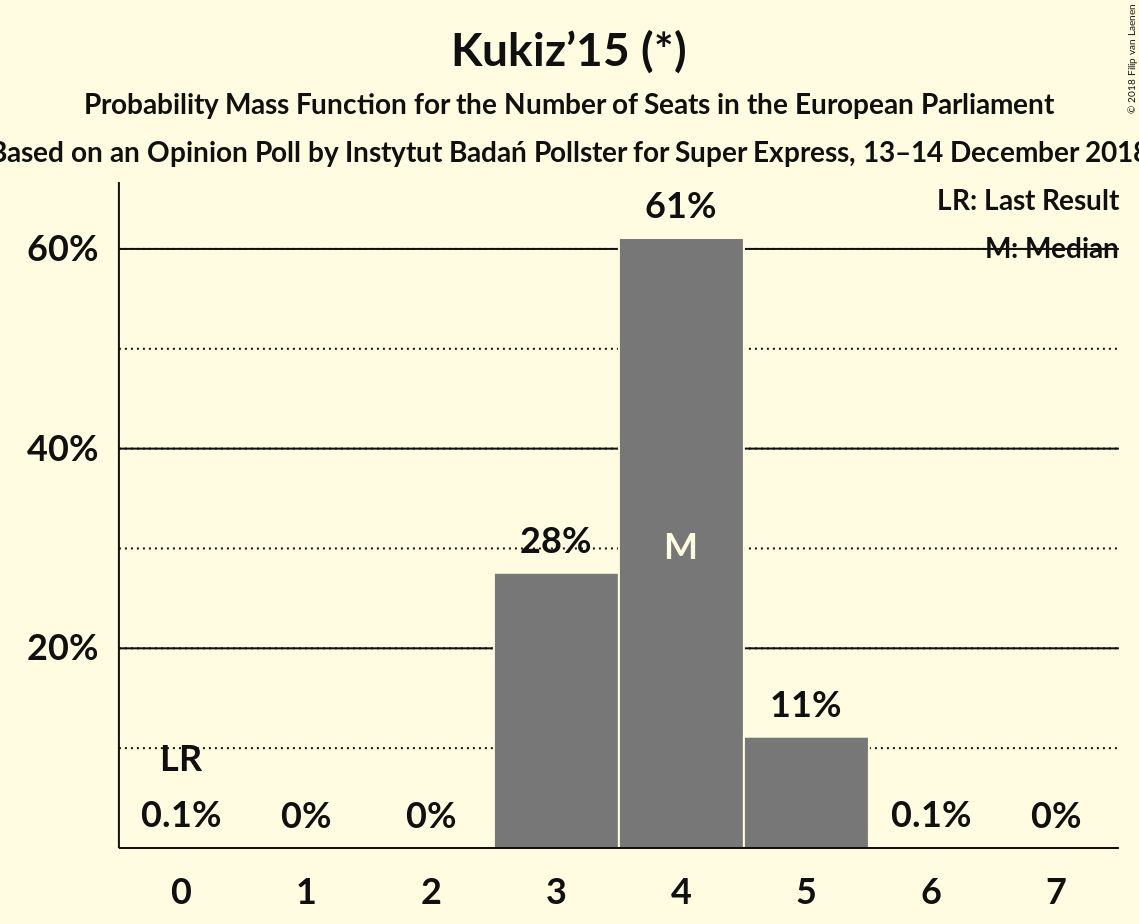 Kukiz’15 (*)
Probability Mass Function for the Number of Seats in the European Parliament
Based on an Opinion Poll by Instytut Badań Pollster for Super Express, 13–14 December 2018
© 2018 Filip van Laenen
LR: Last Result
M: Median
60%
40%
20%
61%
28%
M
11%
LR
0.1%
0%
0%
0.1%
0%
0 1 2 3 4 5 6 7